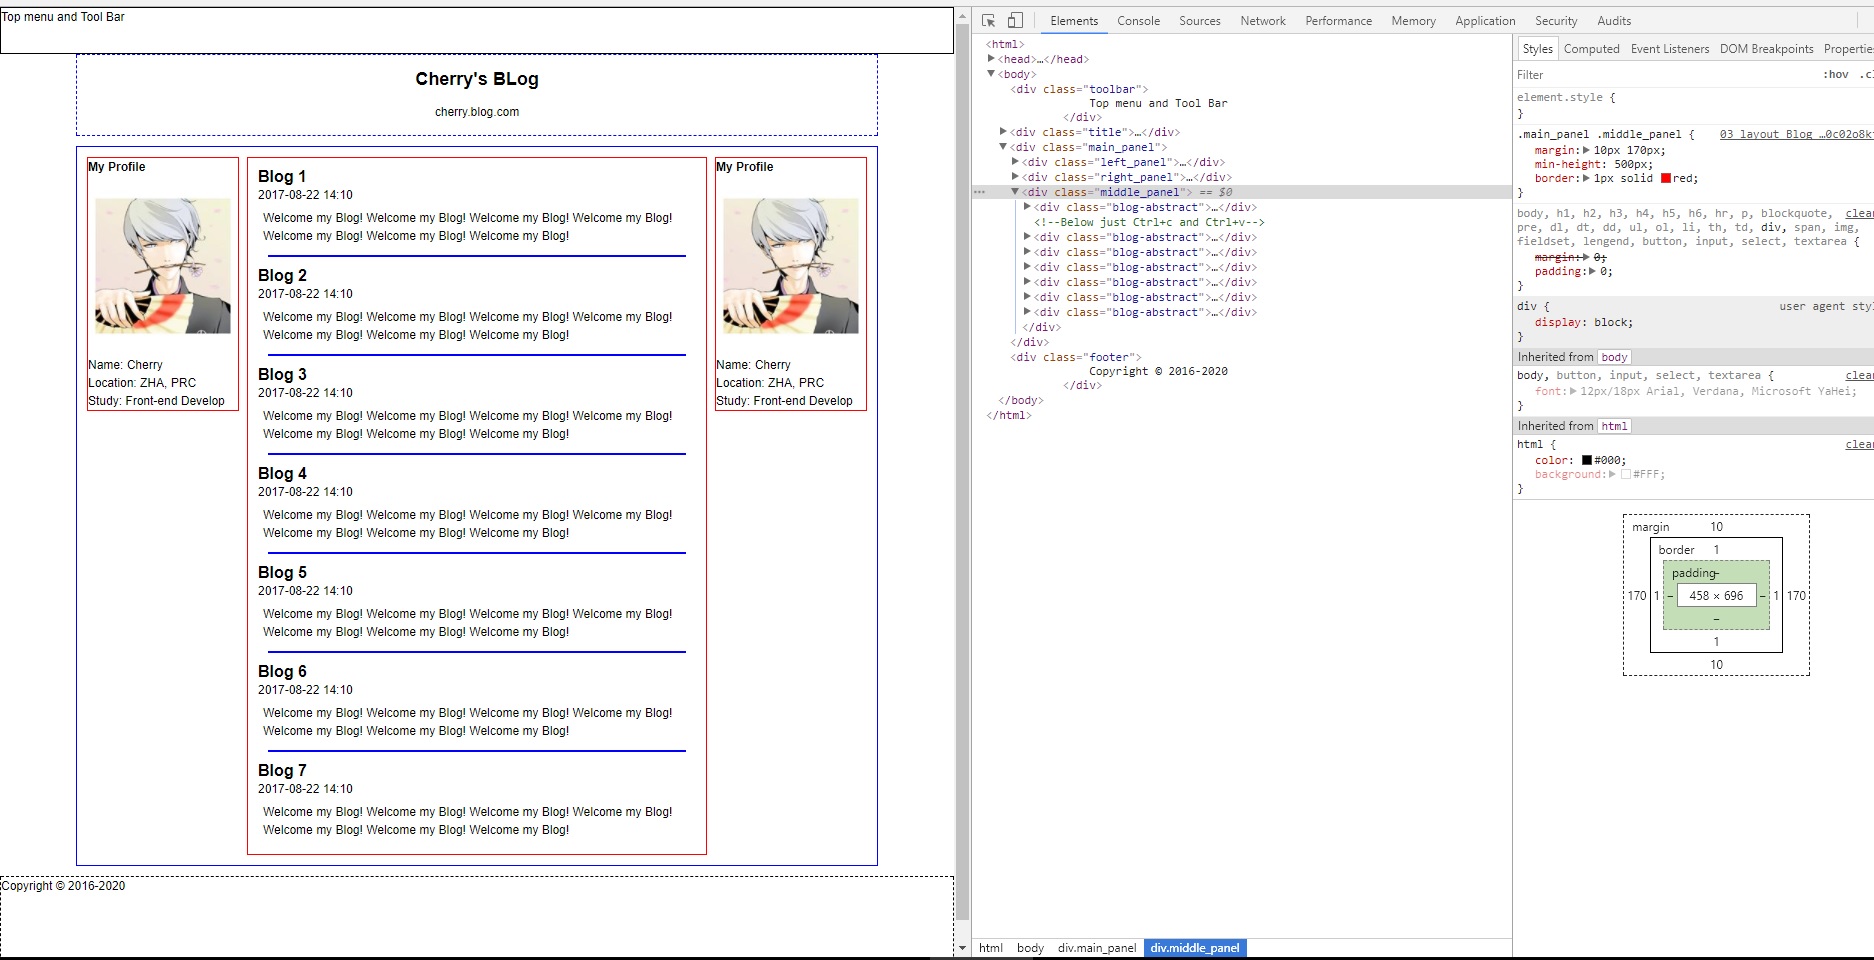 Top menu and Tool Bar
Cherry's BLog
cherry.blog.com
My Profile
Name: Cherry
Location: ZHA, PRC
Study: Front-end Develop
Blog 1
2017-08-22 14:10
Welcome my Blog! Welcome my Blog! Welcome my Blog! Welcome my Blog!
Welcome my Blog! Welcome my Blog! Welcome my Blog!
Blog 2
2017-08-22 14:10
Welcome my Blog! Welcome my Blog! Welcome my Blog! Welcome my Blog!
Welcome my Blog! Welcome my Blog! Welcome my Blog!
Blog 3
2017-08-22 14:10
Welcome my Blog! Welcome my Blog! Welcome my Blog! Welcome my Blog!
Welcome my Blog! Welcome my Blog! Welcome my Blog!
Blog 4
2017-08-22 14:10
Welcome my Blog! Welcome my Blog! Welcome my Blog! Welcome my Blog!
Welcome my Blog! Welcome my Blog! Welcome my Blog!
Blog 5
2017-08-22 14:10
Welcome my Blog! Welcome my Blog! Welcome my Blog! Welcome my Blog!
Welcome my Blog! Welcome my Blog! Welcome my Blog!
Blog 6
2017-08-22 14:10
Welcome my Blog! Welcome my Blog! Welcome my Blog! Welcome my Blog!
Welcome my Blog! Welcome my Blog! Welcome my Blog!
Blog 7
2017-08-22 14:10
Welcome my Blog! Welcome my Blog! Welcome my Blog! Welcome my Blog!
Welcome my Blog! Welcome my Blog! Welcome my Blog!
My Profile
Name: Cherry
Location: ZHA, PRC
Study: Front-end Develop
Copyright © 2016-2020
Elements Console Sources Network Performance Memory Application Security Audits
<html>
<head>…</head>
<body>
<div class="toolbar">
Top menu and Tool Bar
</div>
<div class="title">…</div>
<div class="main_panel">
<div class="left_panel">…</div>
<div class="right_panel">…</div>
<div class="middle_panel"> == $0
<div class="blog-abstract">…</div>
<!--Below just Ctrl+c and Ctrl+v-->
<div class="blog-abstract">…</div>
<div class="blog-abstract">…</div>
<div class="blog-abstract">…</div>
<div class="blog-abstract">…</div>
<div class="blog-abstract">…</div>
<div class="blog-abstract">…</div>
</div>
</div>
<div class="footer">
Copyright © 2016-2020
</div>
</body>
</html>
html body div.main_panel div.middle_panel
Styles Computed Event Listeners DOM Breakpoints Propertie
Filter :hov .c
element.style {
}
.main_panel .middle_panel { 03 layout Blog …0c02o8k
margin: 10px 170px;
min-height: 500px;
border: 1px solid red;
}
body, h1, h2, h3, h4, h5, h6, hr, p, blockquote, clea
pre, dl, dt, dd, ul, ol, li, th, td, div, span, img,
fieldset, lengend, button, input, select, textarea {
margin: 0;
padding: 0;
}
div { user agent sty
display: block;
}
Inherited from body
body, button, input, select, textarea { clea
font: 12px/18px Arial, Verdana, Microsoft YaHei;
}
Inherited from html
html { clea
color: #000;
background: #FFF;
}
margin 10
border 1
padding –
170 1 – 458 × 696 – 1 170
–
1
10